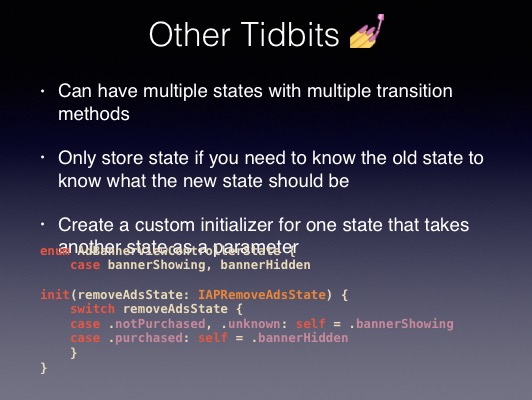 Other Tidbits 💅
• Can have multiple states with multiple transition
methods
• Only store state if you need to know the old state to
know what the new state should be
• Create a custom initializer for one state that takes
another state as a parameter
enum AdBannerViewControllerState {
case bannerShowing, bannerHidden
init(removeAdsState: IAPRemoveAdsState) {
switch removeAdsState {
case .notPurchased, .unknown: self = .bannerShowing
case .purchased: self = .bannerHidden
}
}